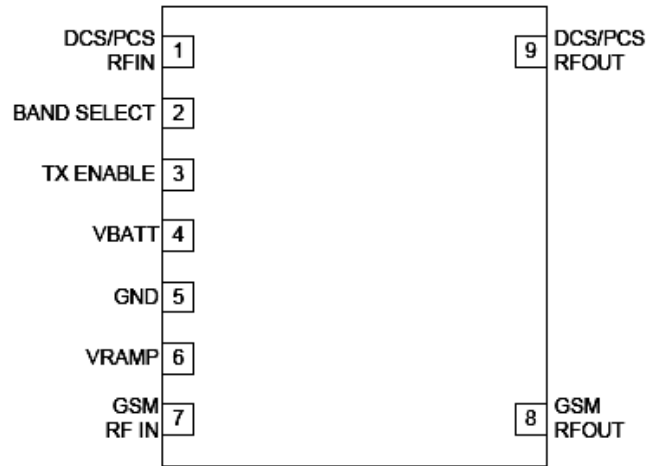 DCS/PCS
RFIN
1
9
DCS/PCS
RFOUT
BAND SELECT
2
TX ENABLE
3
VBATT
4
GND
5
VRAMP
6
GSM
RF IN
7
8
GSM
RFOUT